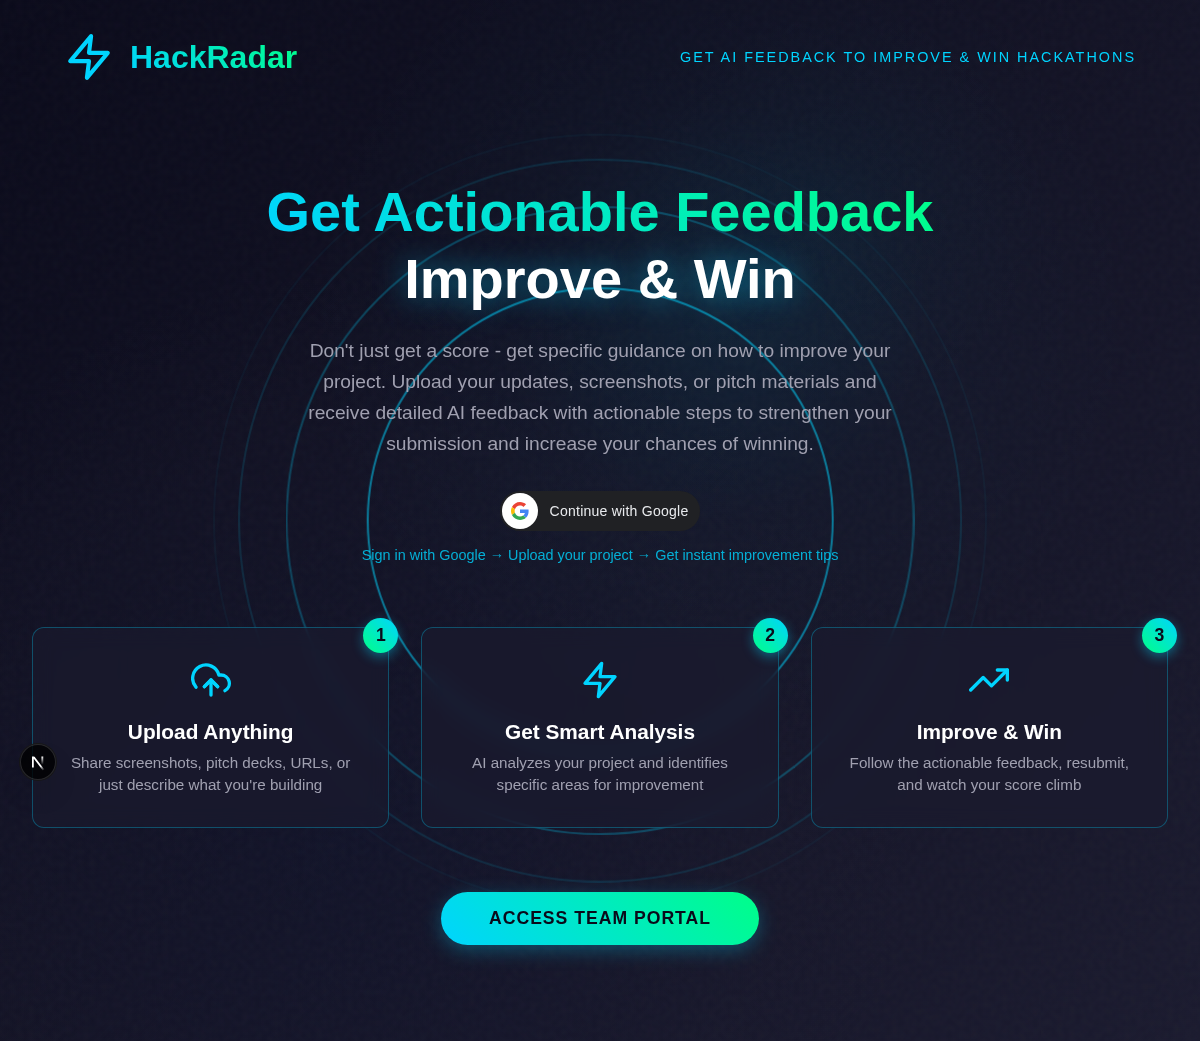 HackRadar
GET AI FEEDBACK TO IMPROVE & WIN HACKATHONS
Get Actionable Feedback
Improve & Win
Don't just get a score - get specific guidance on how to improve your
project. Upload your updates, screenshots, or pitch materials and
receive detailed AI feedback with actionable steps to strengthen your
submission and increase your chances of winning.
Continue with Google
Sign in with Google → Upload your project → Get instant improvement tips
1
Upload Anything
Share screenshots, pitch decks, URLs, or
just describe what you're building
2
Get Smart Analysis
AI analyzes your project and identifies
specific areas for improvement
3
Improve & Win
Follow the actionable feedback, resubmit,
and watch your score climb
N
ACCESS TEAM PORTAL